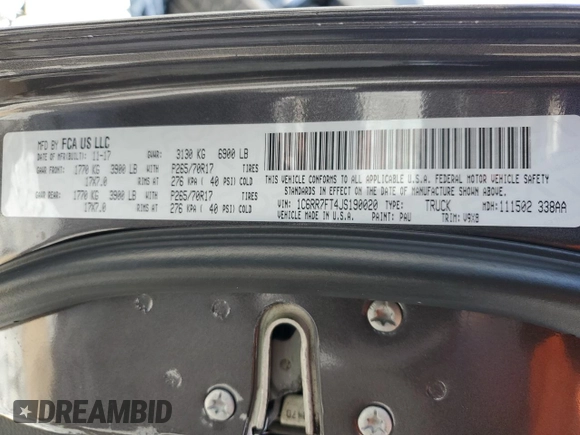 MFD BY FCA US LLC
DATE OF MFR(BUILT): 11-17 GVWR: 3130 KG 6900 LB
GAWR FRONT: 1770 KG 3900 LB WITH P265/70R17 TIRES
17X7.0 RIMS AT 276 KPA ( 40 PSI) COLD
GAWR REAR: 1770 KG 3900 LB WITH P265/70R17 TIRES
17X7.0 RIMS AT 276 KPA ( 40 PSI) COLD
THIS VEHICLE CONFORMS TO ALL APPLICABLE U.S.A. FEDERAL MOTOR VEHICLE SAFETY
STANDARDS IN EFFECT ON THE DATE OF MANUFACTURE SHOWN ABOVE.
VIN: 1C6RR7FT4JS190020 TYPE: TRUCK MDH: 111502 338AA
VEHICLE MADE IN U.S.A. PAINT: PAU TRIM: V9X8
DREAMBID